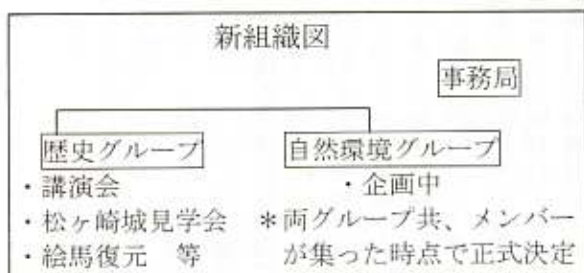 新組織図
事務局
歴史グループ　自然環境グループ
・講演会　・企画中
・松ヶ崎城見学会　＊両グループ共、メンバー
・絵馬復元　等　が集った時点で正式決定